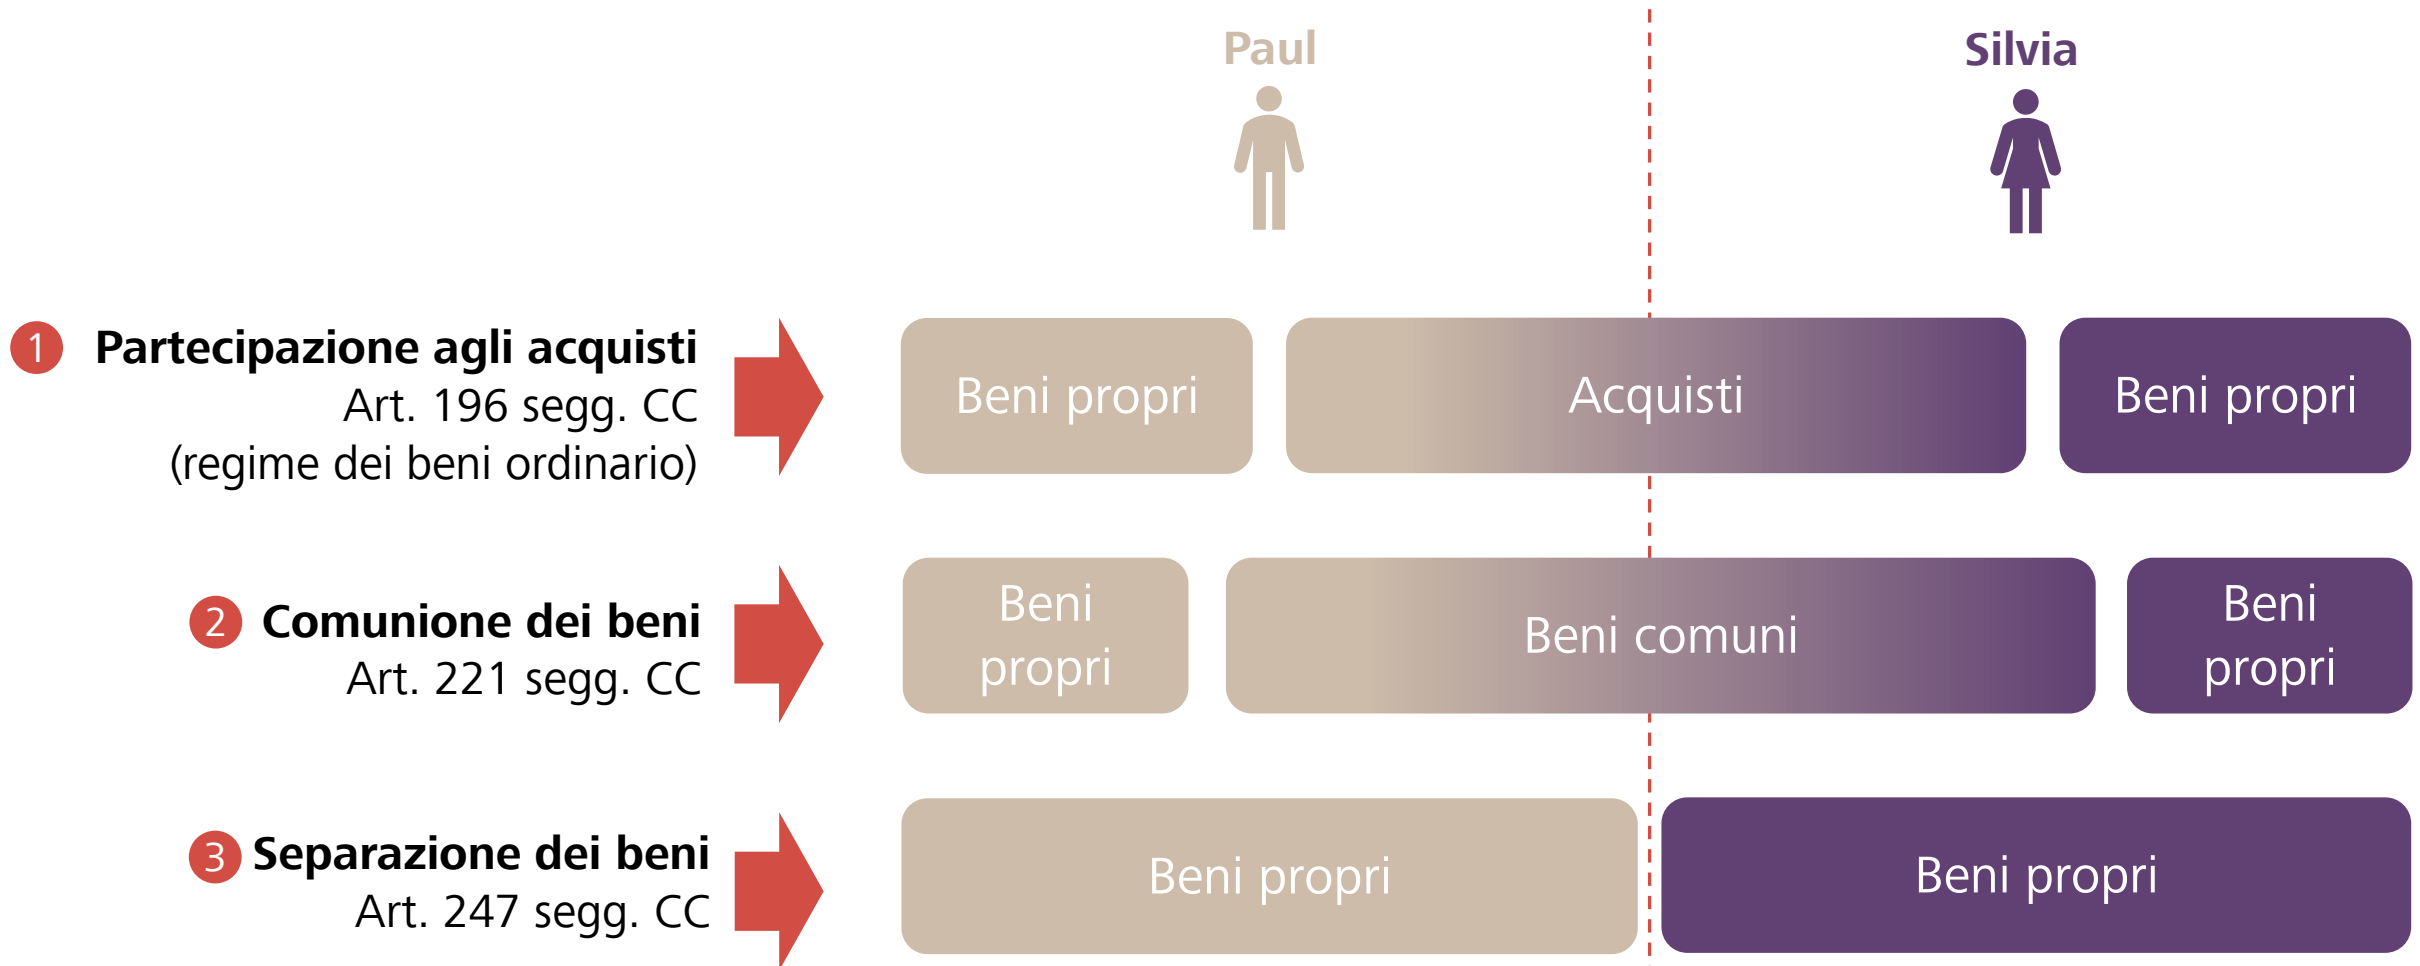 Paul
Silvia
1 Partecipazione agli acquisti
Art. 196 segg. CC
(regime dei beni ordinario)
Beni propri
Acquisti
Beni propri
2 Comunione dei beni
Art. 221 segg. CC
Beni
propri
Beni comuni
Beni
propri
3 Separazione dei beni
Art. 247 segg. CC
Beni propri
Beni propri